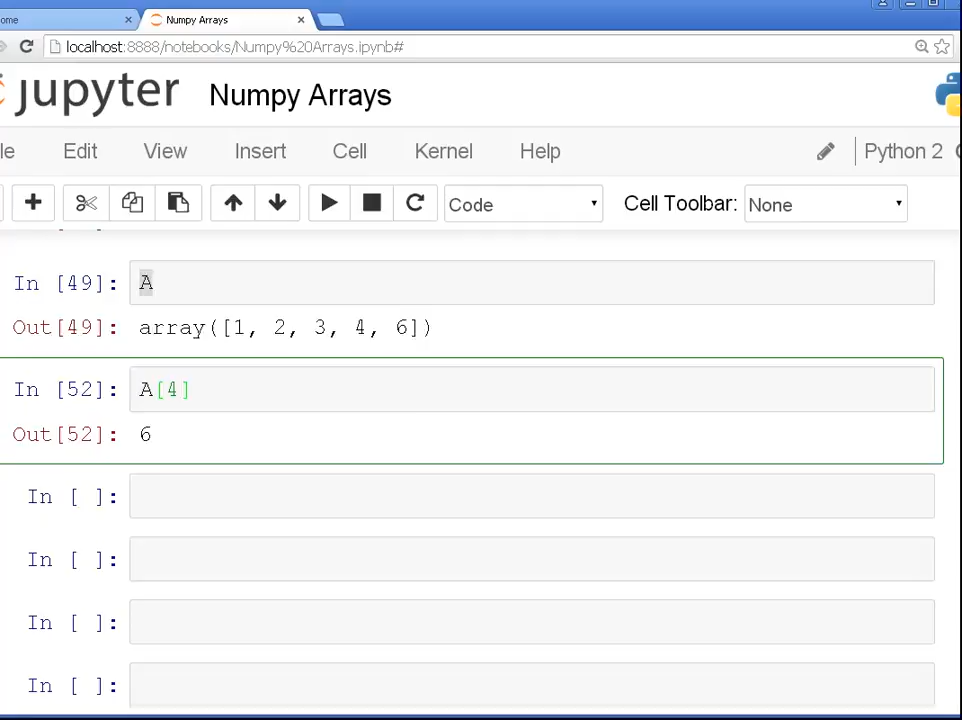 ome
Numpy Arrays
localhost:8888/notebooks/Numpy%20Arrays.ipynb#
jupyter Numpy Arrays
le Edit View Insert Cell Kernel Help Python 2
Code Cell Toolbar: None
In [49]: A
Out[49]: array([1, 2, 3, 4, 6])
In [52]: A[4]
Out[52]: 6
In [ ]:
In [ ]:
In [ ]:
In [ ]: